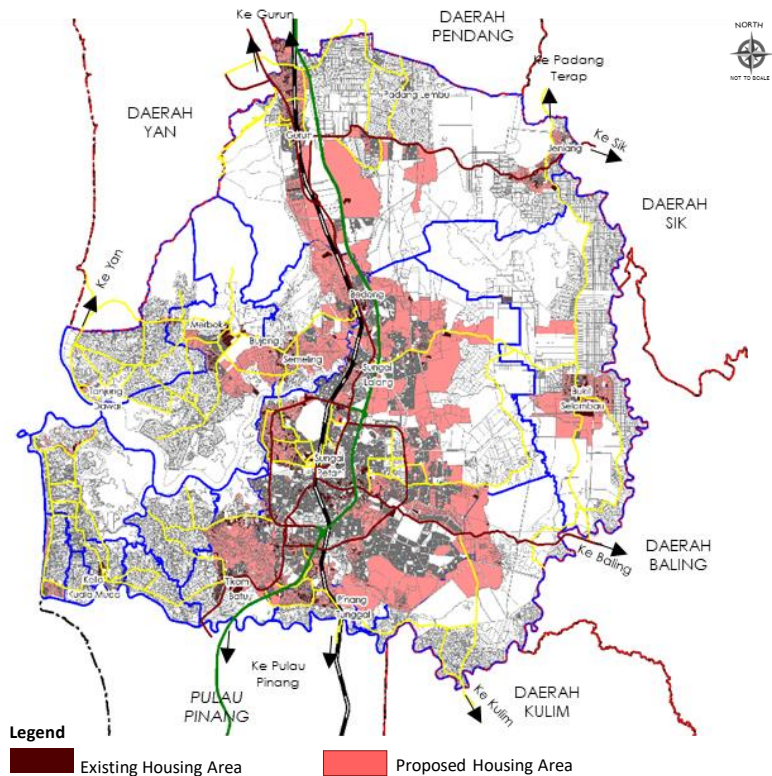 Ke Gurun
DAERAH
PENDANG
NORTH
NOT TO SCALE
Ke Padang
Terap
DAERAH
YAN
Padang Lembu
Gurun
Jeniang
Ke Sik
DAERAH
SIK
Ke Yan
Bedong
Merbok
Bujang
Semeling
Sungai
Lalang
Tanjung
Dawai
Bukit
Selambau
Sungai
Petani
Ke Baling
DAERAH
BALING
Kota
Kuala Muda
Tikam
Batu
Pinang
Tunggal
Ke Pulau
Pinang
PULAU
PINANG
Ke Kulim
DAERAH
KULIM
Legend
Existing Housing Area
Proposed Housing Area